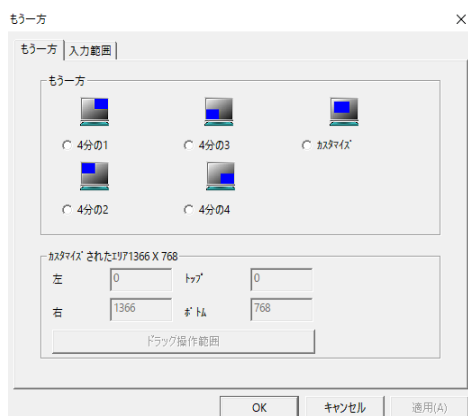 もう一方
もう一方 入力範囲
もう一方
4分の1 4分の3 カスタマイズ
4分の2 4分の4
カスタマイズされたエリア1366 X 768
左 0 トップ 0
右 1366 ボトム 768
ドラッグ操作範囲
OK キャンセル 適用(A)